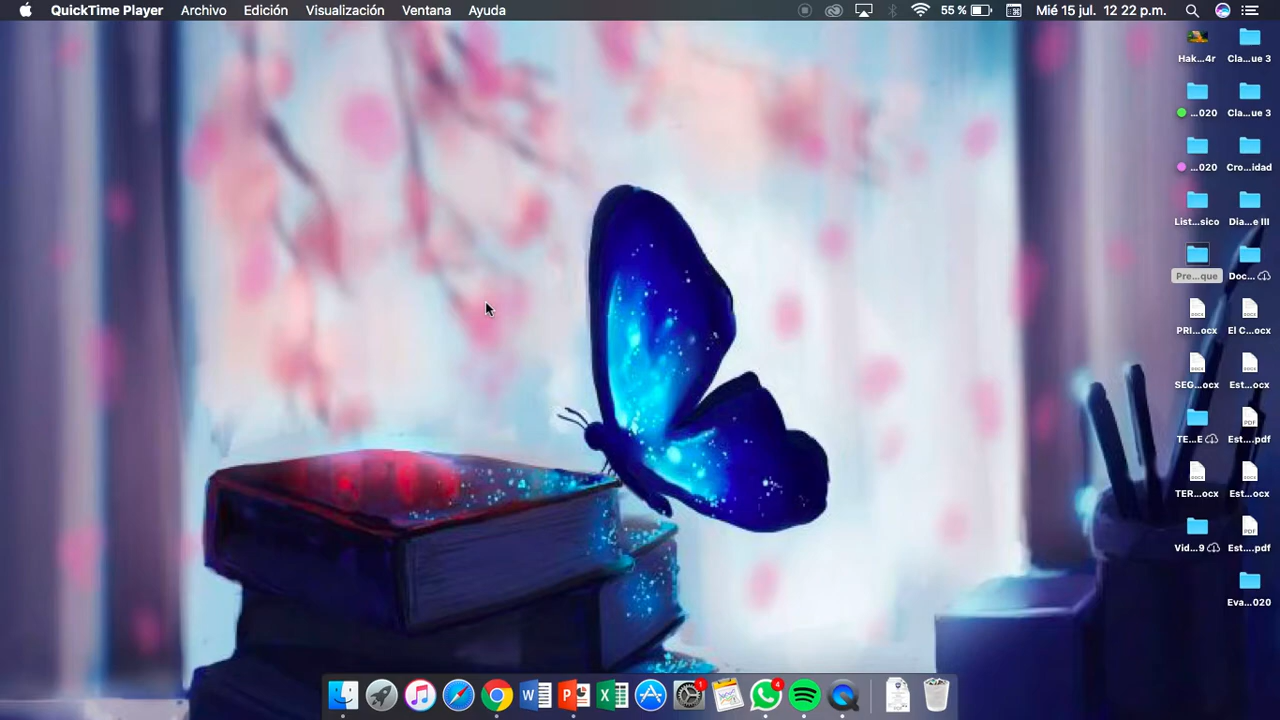 QuickTime Player Archivo Edición Visualización Ventana Ayuda 55 % Mié 15 jul. 12 22 p.m.
Hak...4r Cla...ue 3
...020 Cla...ue 3
...020 Cro...idad
List...sico Dia...e III
Pre...que Doc...
PRI...ocx El C...ocx
SEG...ocx Est...ocx
TE...E Est....pdf
TER...ocx Est...ocx
Vid...9 Est....pdf
Eva...020
1
4